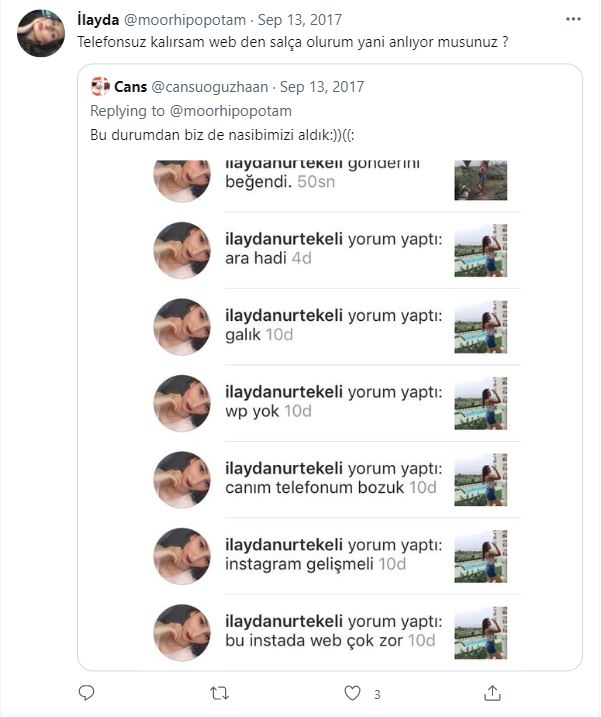 İlayda @moorhipopotam · Sep 13, 2017
Telefonsuz kalırsam web den salça olurum yani anlıyor musunuz ?
Cans @cansuoguzhaan · Sep 13, 2017
Replying to @moorhipopotam
Bu durumdan biz de nasibimizi aldık:))((:
ilaydanurtekeli gönderini
beğendi. 50sn
ilaydanurtekeli yorum yaptı:
ara hadi 4d
ilaydanurtekeli yorum yaptı:
galık 10d
ilaydanurtekeli yorum yaptı:
wp yok 10d
ilaydanurtekeli yorum yaptı:
canım telefonum bozuk 10d
ilaydanurtekeli yorum yaptı:
instagram gelişmeli 10d
ilaydanurtekeli yorum yaptı:
bu instada web çok zor 10d
3